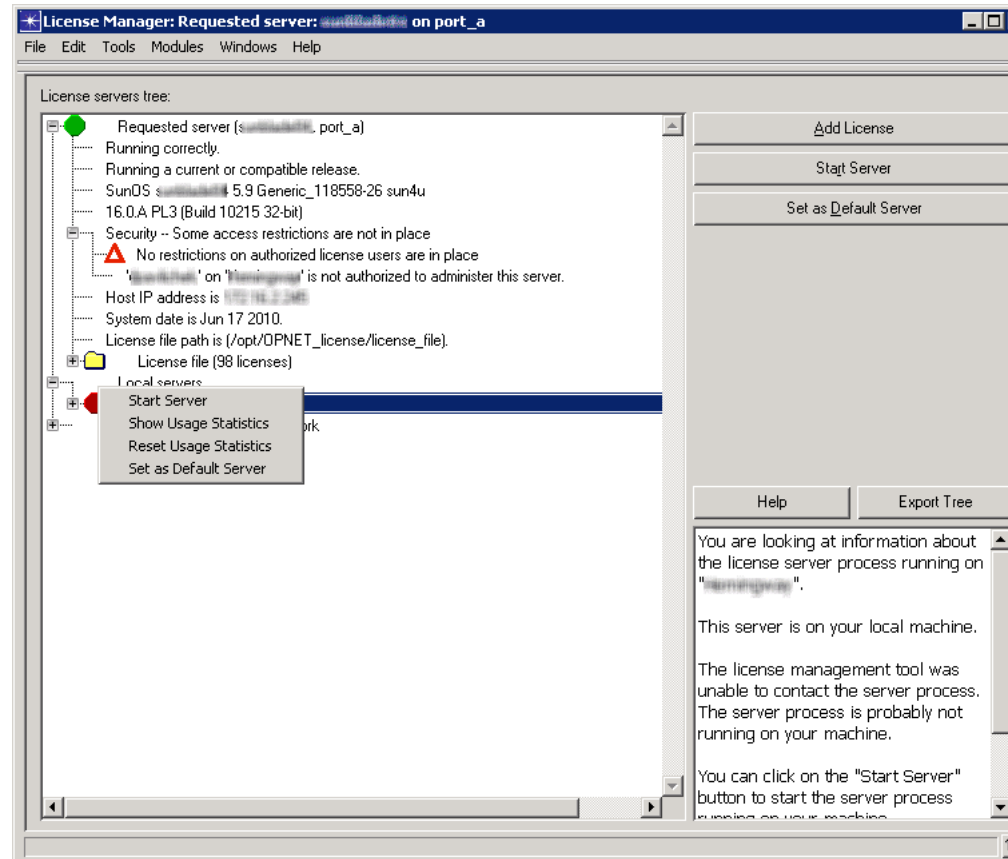 License Manager: Requested server: on port_a
File Edit Tools Modules Windows Help
License servers tree:
Requested server ( , port_a)
Running correctly.
Running a current or compatible release.
SunOS 5.9 Generic_118558-26 sun4u
16.0.A PL3 (Build 10215 32-bit)
Security -- Some access restrictions are not in place
No restrictions on authorized license users are in place
' ' on ' ' is not authorized to administer this server.
Host IP address is
System date is Jun 17 2010.
License file path is (/opt/OPNET_license/license_file).
License file (98 licenses)
Local servers
Start Server
Show Usage Statistics
Reset Usage Statistics
Set as Default Server
Add License
Start Server
Set as Default Server
Help
Export Tree
You are looking at information about
the license server process running on
" ".
This server is on your local machine.
The license management tool was
unable to contact the server process.
The server process is probably not
running on your machine.
You can click on the "Start Server"
button to start the server process
running on your machine